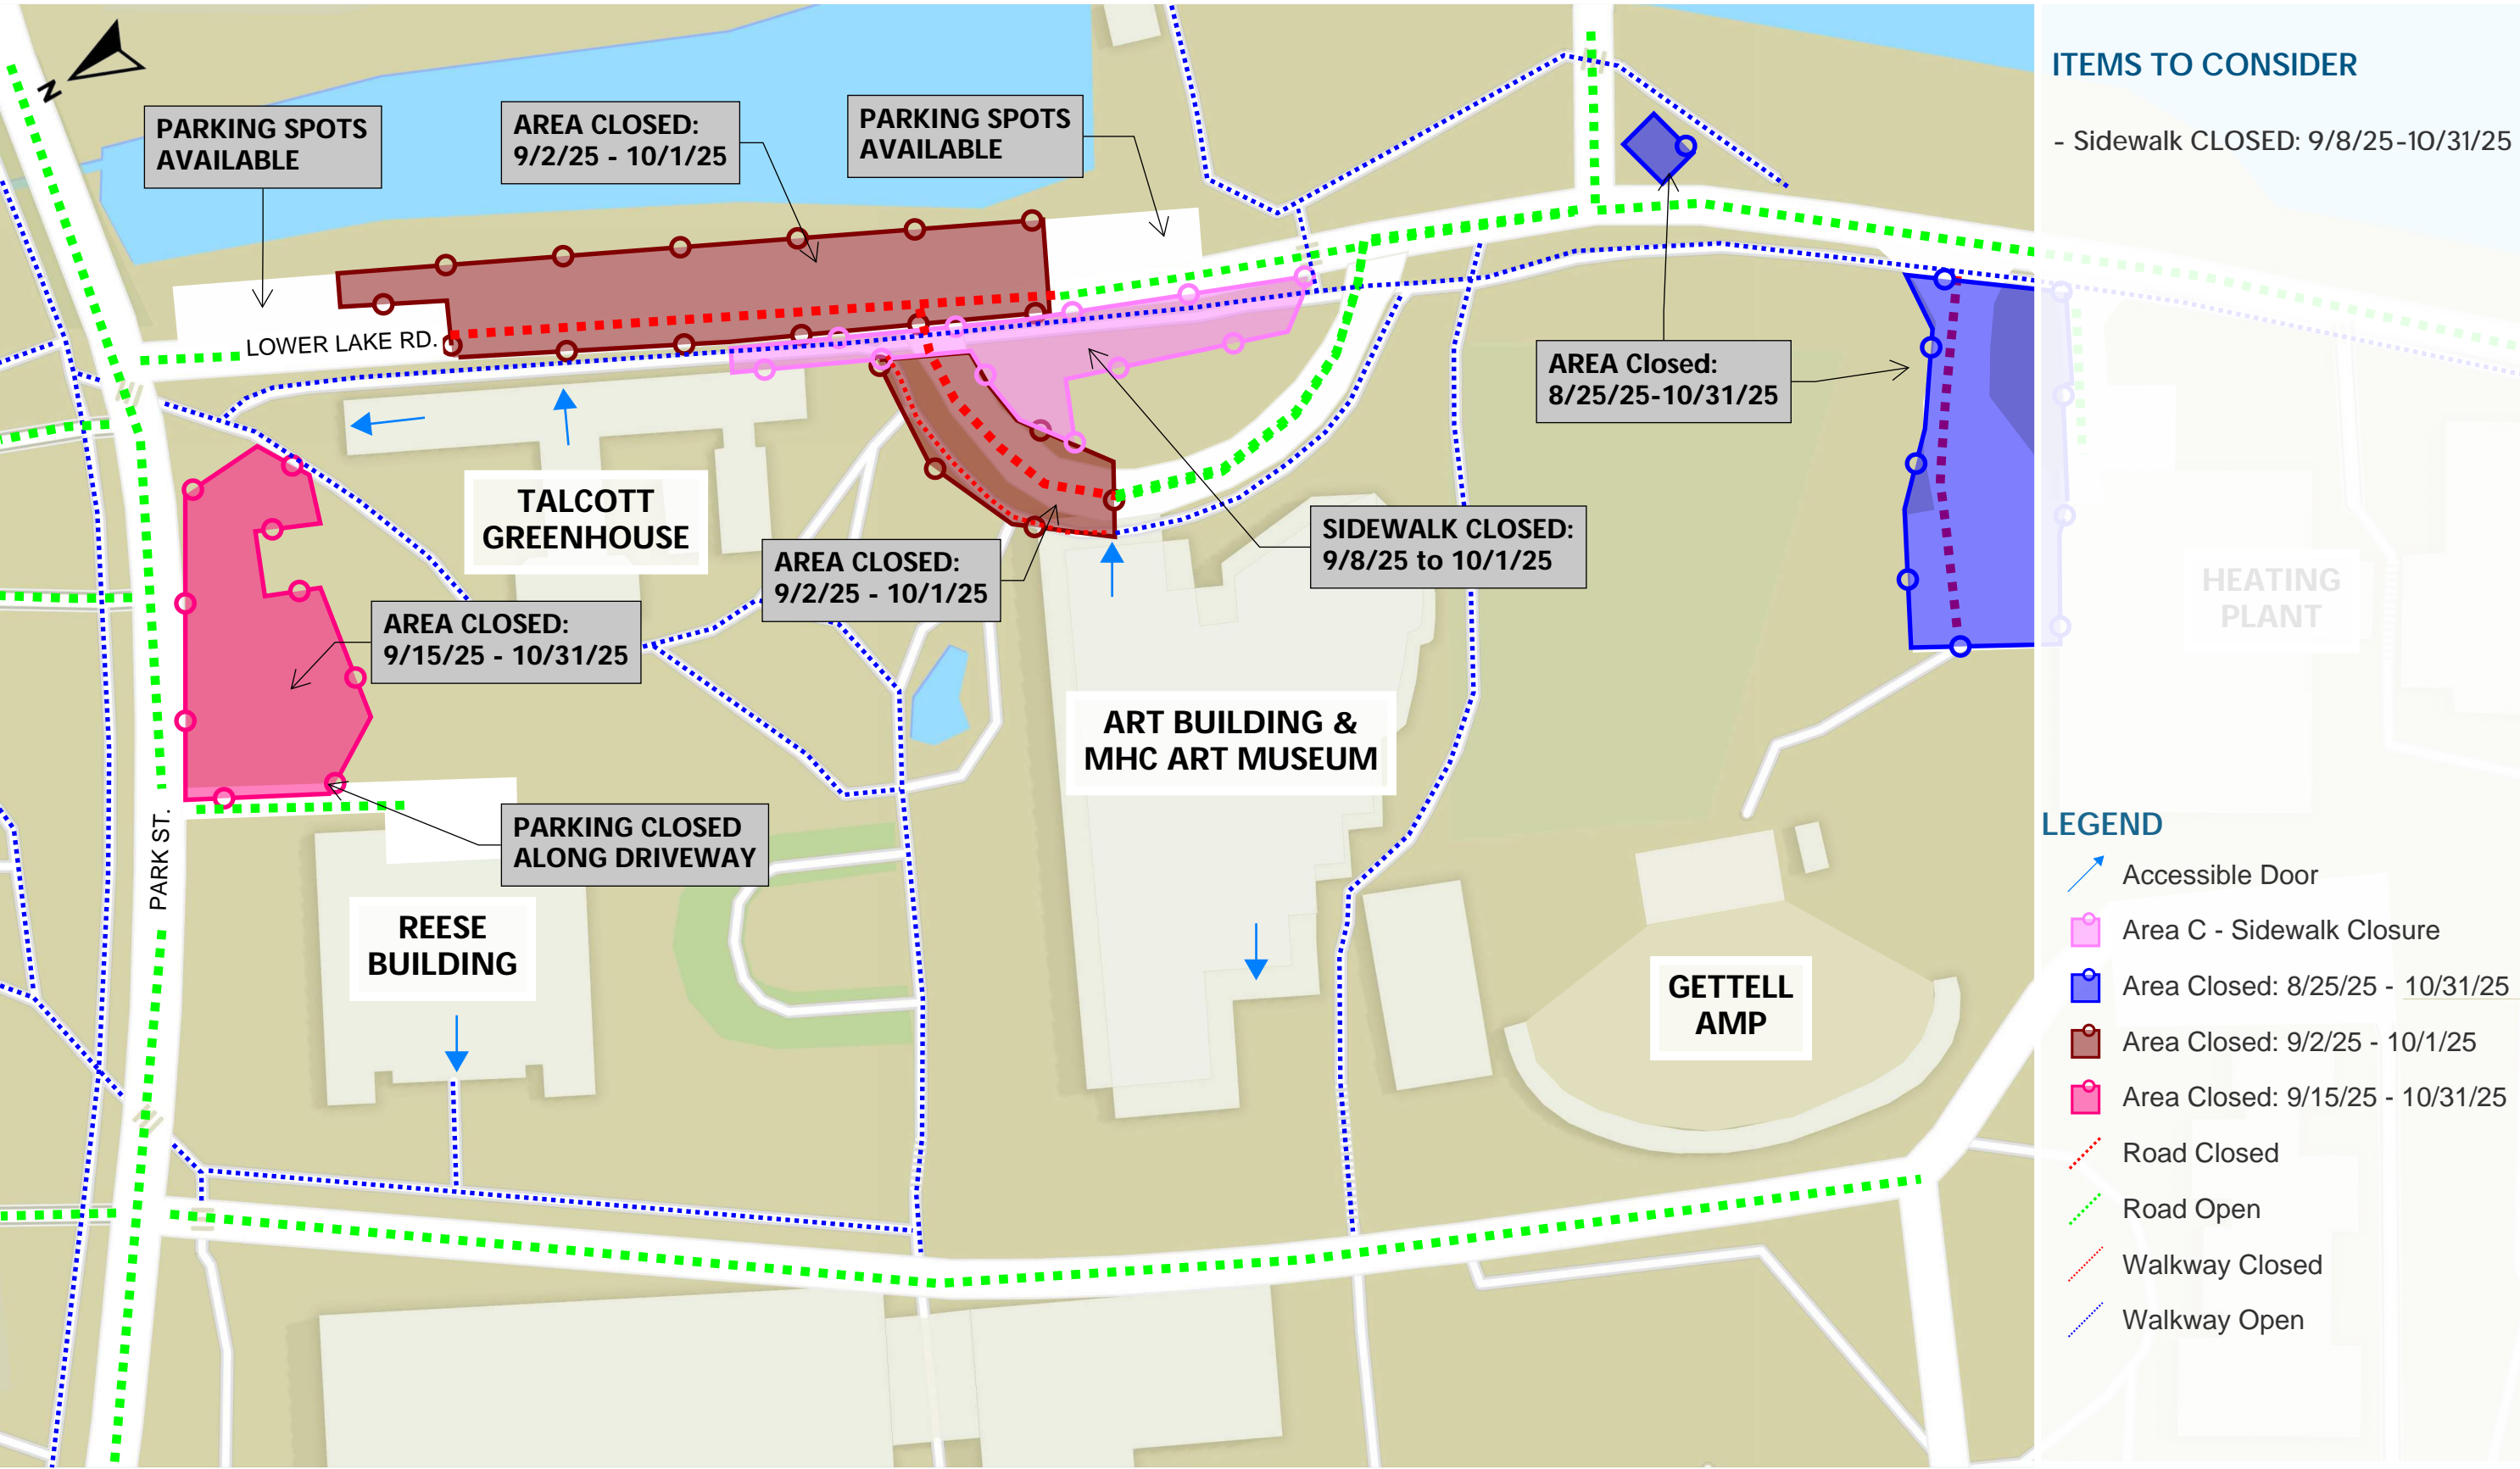 N
PARKING SPOTS
AVAILABLE
AREA CLOSED:
9/2/25 - 10/1/25
PARKING SPOTS
AVAILABLE
ITEMS TO CONSIDER
- Sidewalk CLOSED: 9/8/25-10/31/25
LOWER LAKE RD.
AREA Closed:
8/25/25-10/31/25
TALCOTT
GREENHOUSE
AREA CLOSED:
9/2/25 - 10/1/25
SIDEWALK CLOSED:
9/8/25 to 10/1/25
HEATING
PLANT
AREA CLOSED:
9/15/25 - 10/31/25
ART BUILDING &
MHC ART MUSEUM
PARKING CLOSED
ALONG DRIVEWAY
PARK ST.
REESE
BUILDING
GETTELL
AMP
LEGEND
Accessible Door
Area C - Sidewalk Closure
Area Closed: 8/25/25 - 10/31/25
Area Closed: 9/2/25 - 10/1/25
Area Closed: 9/15/25 - 10/31/25
Road Closed
Road Open
Walkway Closed
Walkway Open